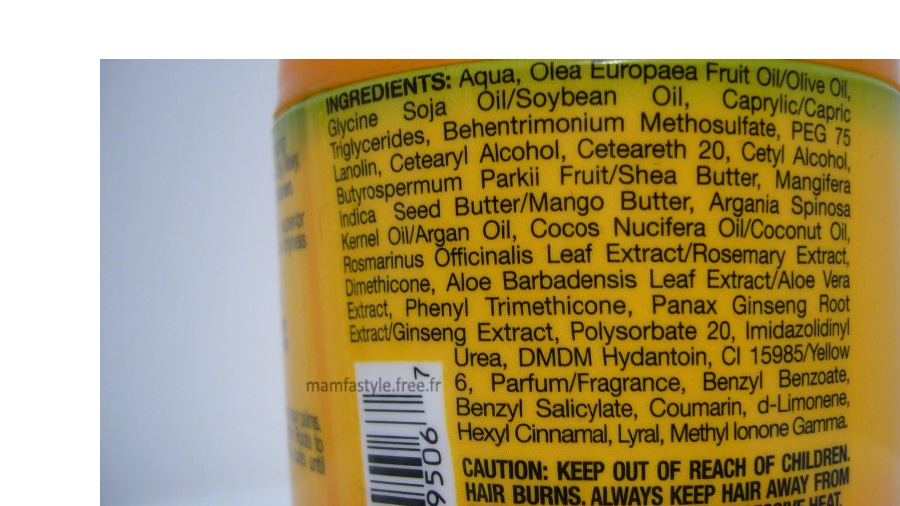 INGREDIENTS: Aqua, Olea Europaea Fruit Oil/Olive Oil,
Glycine Soja Oil/Soybean Oil, Caprylic/Capric
Triglycerides, Behentrimonium Methosulfate, PEG 75
Lanolin, Cetearyl Alcohol, Ceteareth 20, Cetyl Alcohol,
Butyrospermum Parkii Fruit/Shea Butter, Mangifera
Indica Seed Butter/Mango Butter, Argania Spinosa
Kernel Oil/Argan Oil, Cocos Nucifera Oil/Coconut Oil,
Rosmarinus Officinalis Leaf Extract/Rosemary Extract,
Dimethicone, Aloe Barbadensis Leaf Extract/Aloe Vera
Extract, Phenyl Trimethicone, Panax Ginseng Root
Extract/Ginseng Extract, Polysorbate 20, Imidazolidinyl
Urea, DMDM Hydantoin, CI 15985/Yellow
6, Parfum/Fragrance, Benzyl Benzoate,
Benzyl Salicylate, Coumarin, d-Limonene,
Hexyl Cinnamal, Lyral, Methyl Ionone Gamma.
CAUTION: KEEP OUT OF REACH OF CHILDREN.
HAIR BURNS. ALWAYS KEEP HAIR AWAY FROM
HEAT.
7
9506
mamfastyle.free.fr
to
until